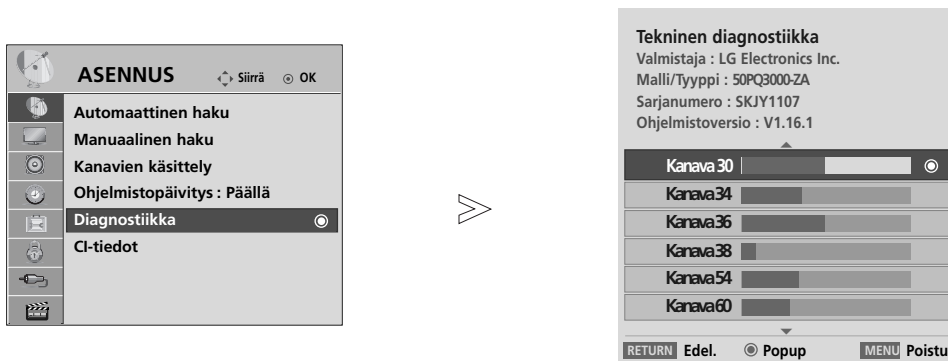 ASENNUS
Siirrä
OK
Automaattinen haku
Manuaalinen haku
Kanavien käsittely
Ohjelmistopäivitys : Päällä
Diagnostiikka
CI-tiedot
Tekninen diagnostiikka
Valmistaja : LG Electronics Inc.
Malli/Tyyppi : 50PQ3000-ZA
Sarjanumero : SKJY1107
Ohjelmistoversio : V1.16.1
Kanava 30
Kanava 34
Kanava 36
Kanava 38
Kanava 54
Kanava 60
RETURN Edel. Popup MENU Poistu